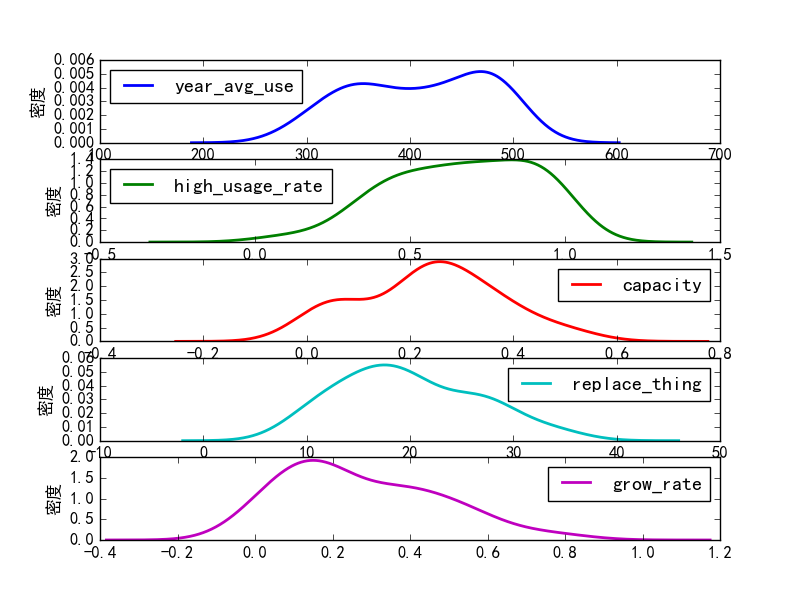 0.006
0.005
0.004
0.003
0.002
0.001
0.000
密度
year_avg_use
100 200 300 400 500 600 700
1.4
1.2
1.0
0.8
0.6
0.4
0.2
0.0
密度
high_usage_rate
0.0 0.5 1.0 1.5
3.0
2.5
2.0
1.5
1.0
0.5
0.0
密度
capacity
-0.2 0.0 0.2 0.4 0.6 0.8
0.06
0.05
0.04
0.03
0.02
0.01
0.00
密度
replace_thing
0 10 20 30 40 50
2.0
1.5
1.0
0.5
0.0
密度
grow_rate
-0.4 -0.2 0.0 0.2 0.4 0.6 0.8 1.0 1.2